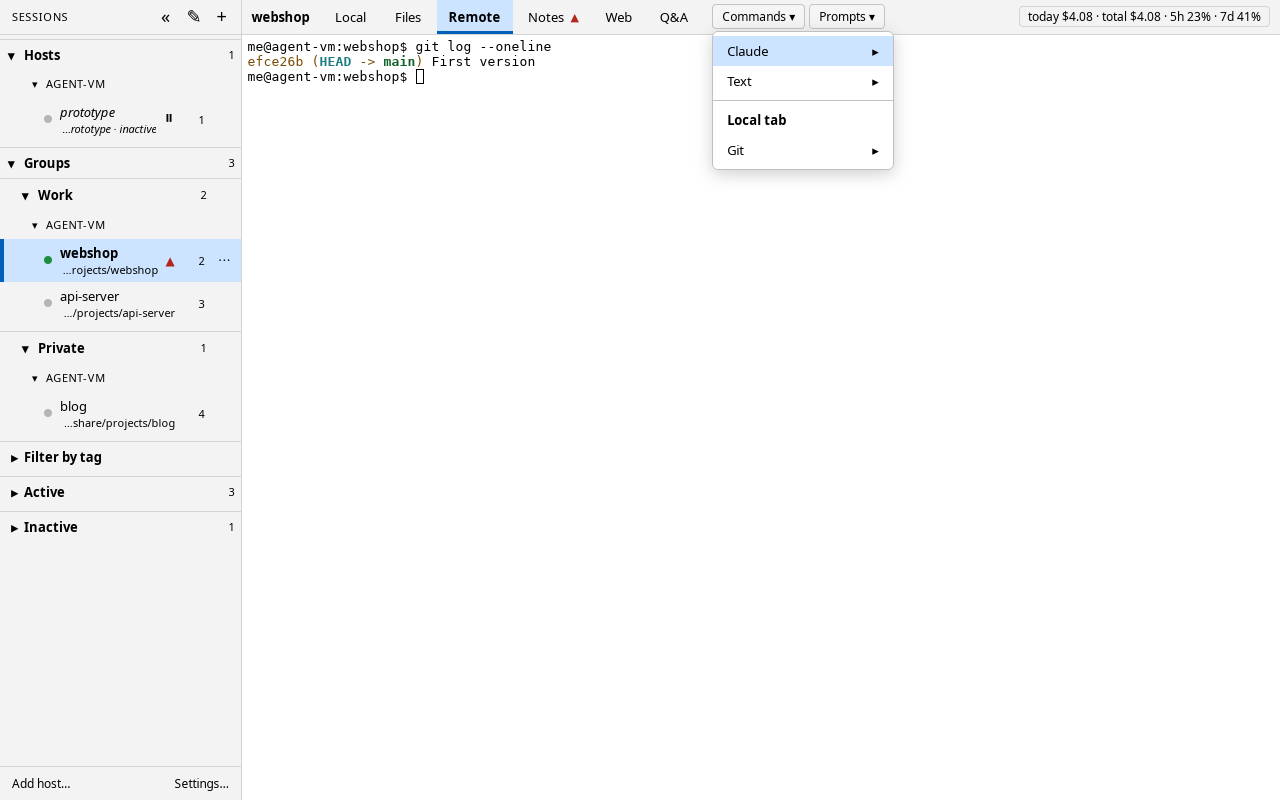 SESSIONS « ✎ +
webshop Local Files Remote Notes ▲ Web Q&A Commands ▾ Prompts ▾ today $4.08 · total $4.08 · 5h 23% · 7d 41%
▼ Hosts 1
▼ AGENT-VM
prototype ⏸ 1
...rototype · inactive
▼ Groups 3
▼ Work 2
▼ AGENT-VM
webshop ▲ 2 ...
...rojects/webshop
api-server 3
.../projects/api-server
▼ Private 1
▼ AGENT-VM
blog 4
...share/projects/blog
▶ Filter by tag
▶ Active 3
▶ Inactive 1
Add host... Settings...
me@agent-vm:webshop$ git log --oneline
efce26b (HEAD -> main) First version
me@agent-vm:webshop$
Claude ▸
Text ▸
Local tab
Git ▸